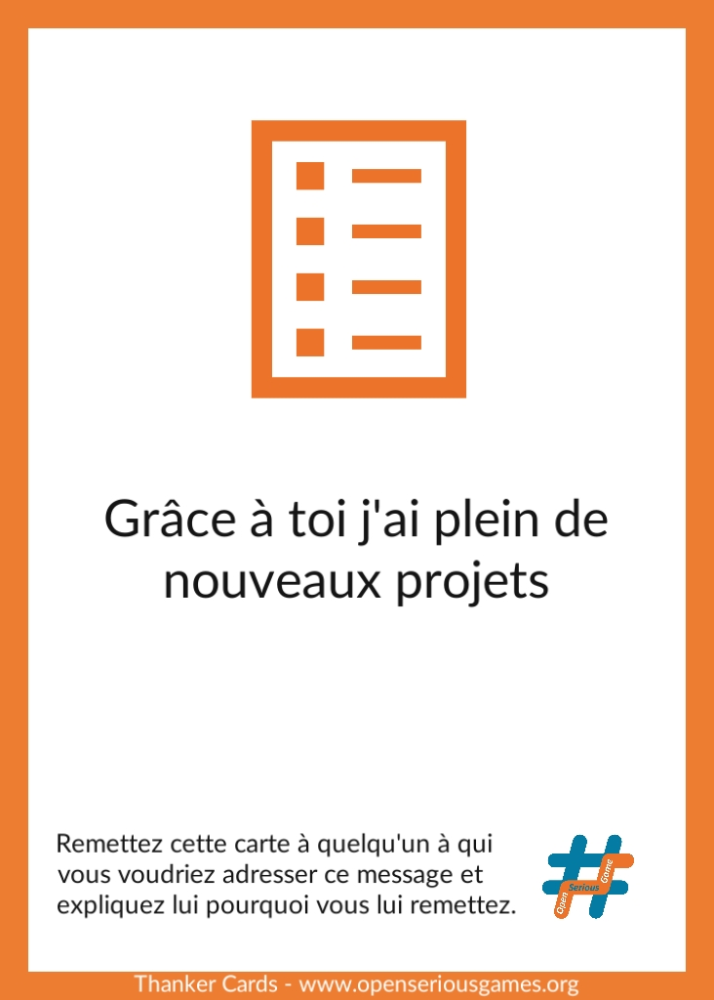 Grâce à toi j'ai plein de
nouveaux projets
Remettez cette carte à quelqu'un à qui
vous voudriez adresser ce message et
expliquez lui pourquoi vous lui remettez.
Open Serious Game
Thanker Cards - www.openseriousgames.org